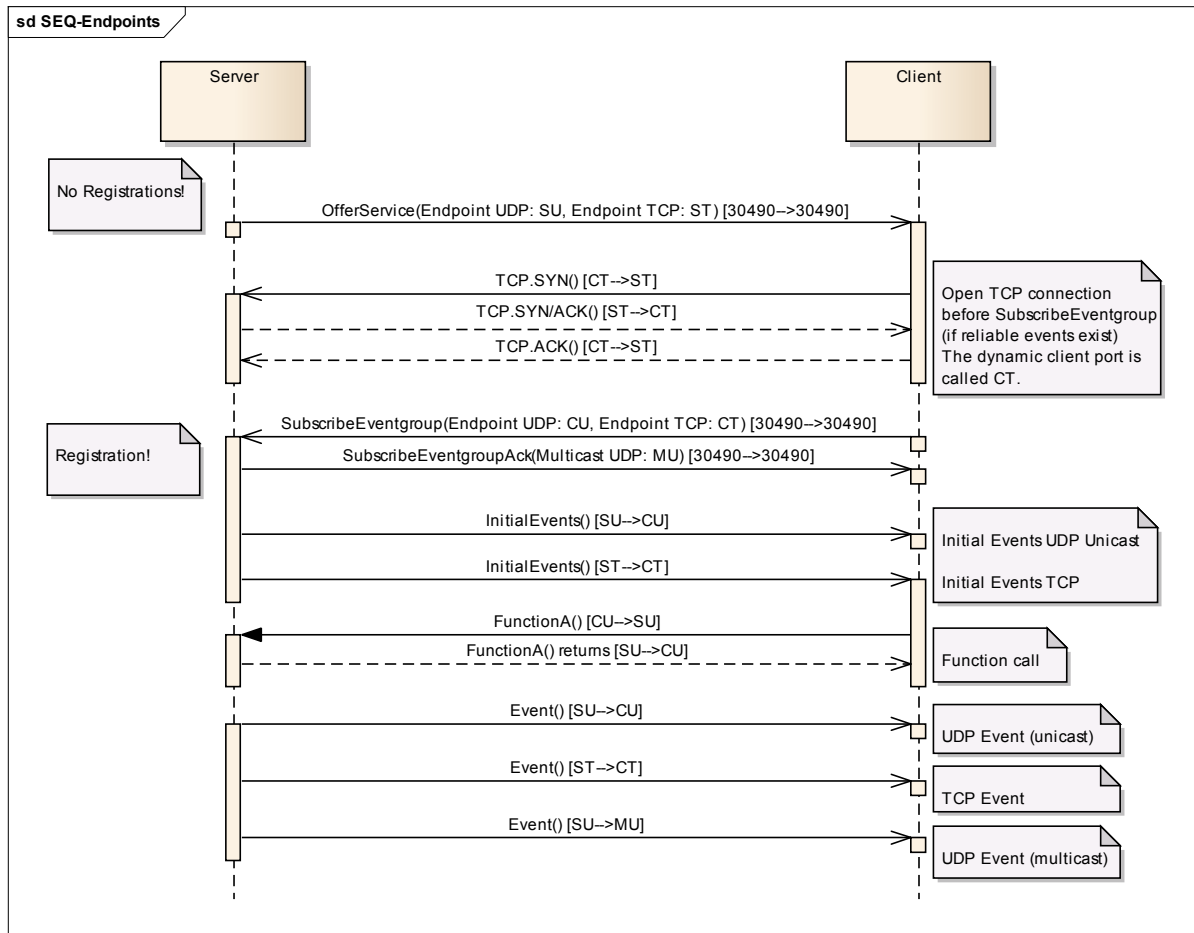 sd SEQ-Endpoints
Server
Client
No Registrations!
OfferService(Endpoint UDP: SU, Endpoint TCP: ST) [30490-->30490]
TCP.SYN() [CT-->ST]
TCP.SYN/ACK() [ST-->CT]
TCP.ACK() [CT-->ST]
Open TCP connection
before SubscribeEventgroup
(if reliable events exist)
The dynamic client port is
called CT.
SubscribeEventgroup(Endpoint UDP: CU, Endpoint TCP: CT) [30490-->30490]
Registration!
SubscribeEventgroupAck(Multicast UDP: MU) [30490-->30490]
InitialEvents() [SU-->CU]
Initial Events UDP Unicast
InitialEvents() [ST-->CT]
Initial Events TCP
FunctionA() [CU-->SU]
FunctionA() returns [SU-->CU]
Function call
Event() [SU-->CU]
UDP Event (unicast)
Event() [ST-->CT]
TCP Event
Event() [SU-->MU]
UDP Event (multicast)